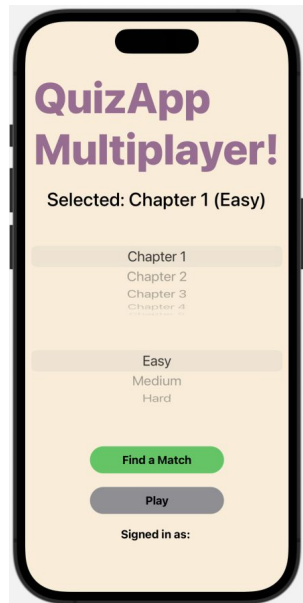 QuizApp
Multiplayer!
Selected: Chapter 1 (Easy)
Chapter 1
Chapter 2
Chapter 3
Chapter 4
Easy
Medium
Hard
Find a Match
Play
Signed in as: